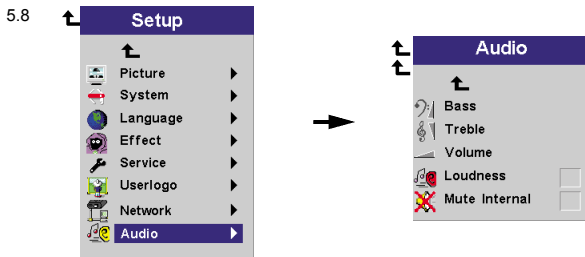 5.8
Setup
Picture
System
Language
Effect
Service
Userlogo
Network
Audio
Audio
Bass
Treble
Volume
Loudness
Mute Internal